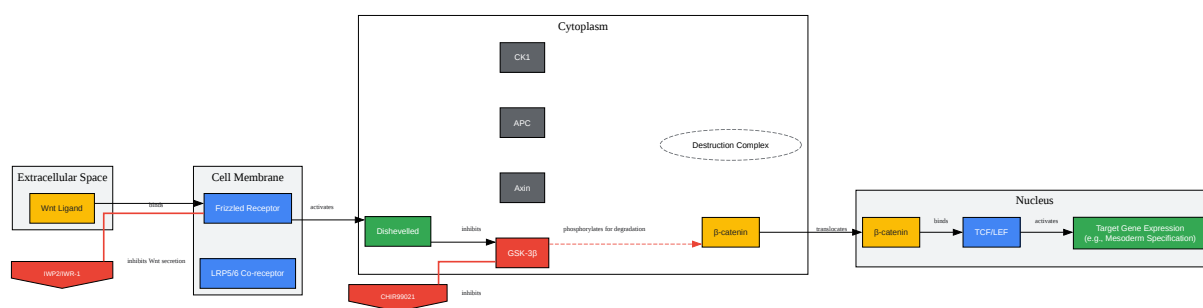 Cytoplasm
CK1
APC
Destruction Complex
Extracellular Space
Cell Membrane
Axin
Nucleus
Wnt Ligand
binds
Frizzled Receptor
activates
Dishevelled
inhibits
phosphorylates for degradation
β-catenin
translocates
β-catenin
binds
TCF/LEF
activates
Target Gene Expression
(e.g., Mesoderm Specification)
GSK-3β
IWP2/IWR-1
inhibits Wnt secretion
LRP5/6 Co-receptor
CHIR99021
inhibits